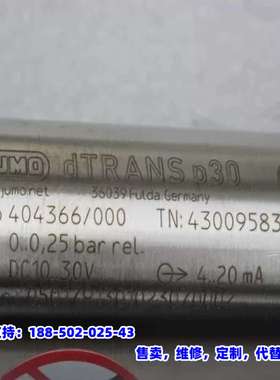 JUMO dTRANS p30
jumo.net 36039 Fulda Germany
404366/000 TN: 43009583
0..0,25 bar rel.
DC10..30V 4..20 mA
持：188-502-025-43
售卖，维修，定制，代替